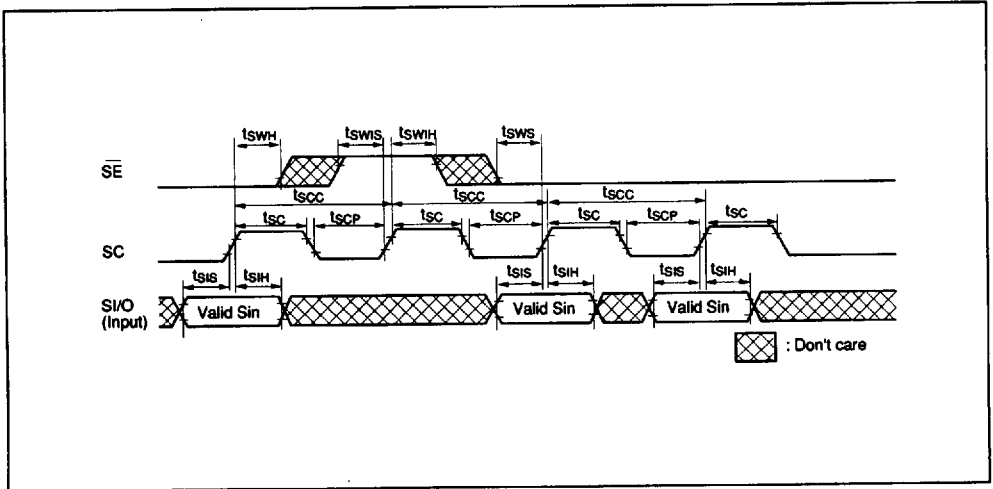 tSWH tSWIS tSWIH tSWS
SE
tSCC tSCC tSCC
tSC tSCP tSC tSCP tSC tSCP tSC
SC
tSIS tSIH tSIS tSIH tSIS tSIH
SI/O
(Input)
Valid Sin Valid Sin Valid Sin
: Don't care